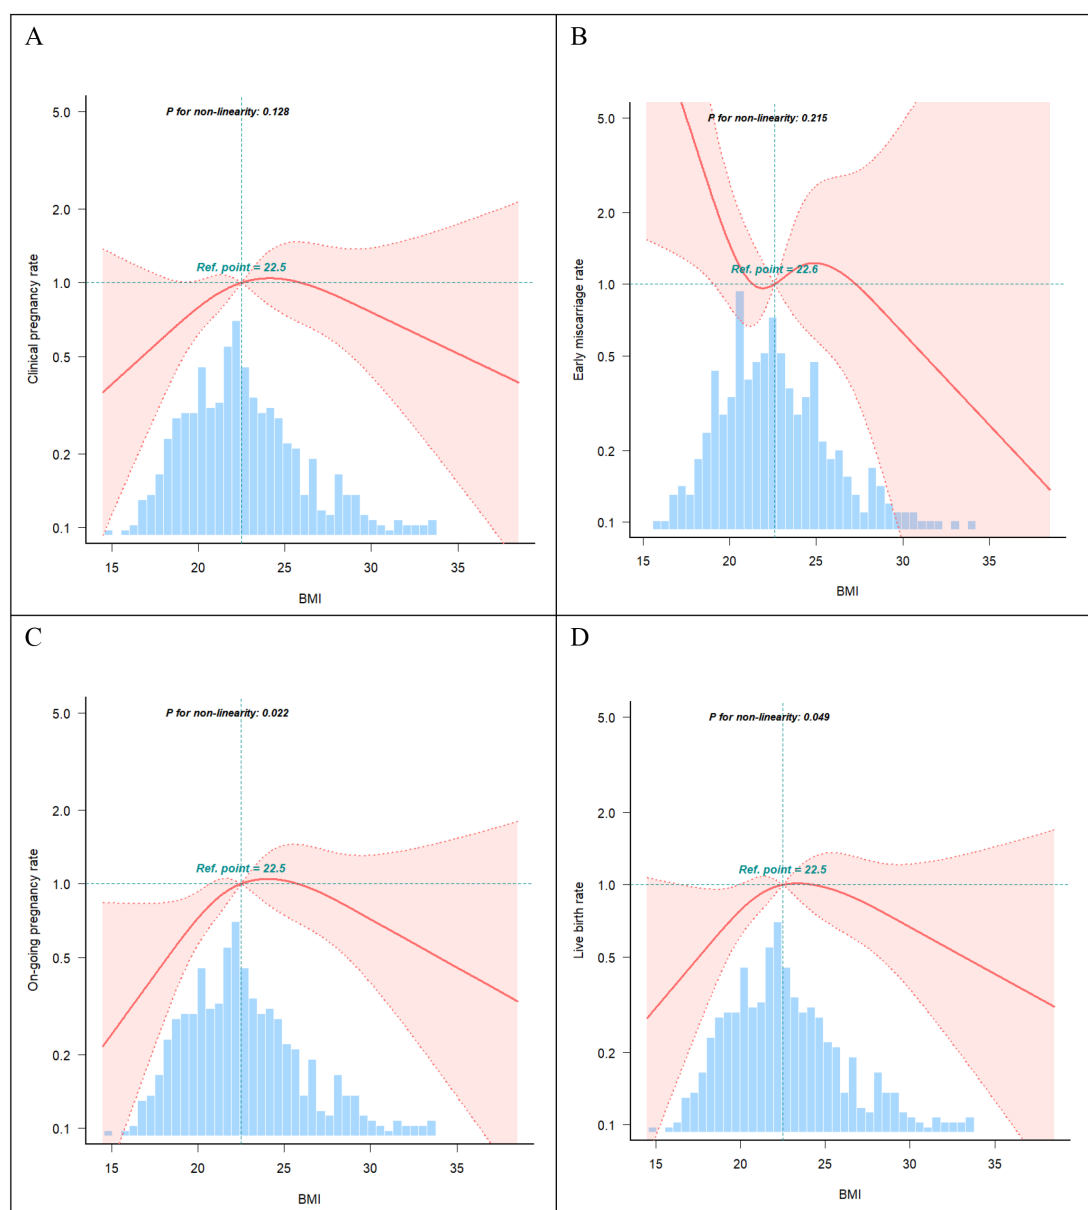 A
P for non-linearity: 0.128
Ref. point = 22.5
Clinical pregnancy rate
5.0
2.0
1.0
0.5
0.2
0.1
15 20 25 30 35
BMI
B
P for non-linearity: 0.215
Ref. point = 22.6
Early miscarriage rate
5.0
2.0
1.0
0.5
0.2
0.1
15 20 25 30 35
BMI
C
P for non-linearity: 0.022
Ref. point = 22.5
On-going pregnancy rate
5.0
2.0
1.0
0.5
0.2
0.1
15 20 25 30 35
BMI
D
P for non-linearity: 0.049
Ref. point = 22.5
Live birth rate
5.0
2.0
1.0
0.5
0.2
0.1
15 20 25 30 35
BMI